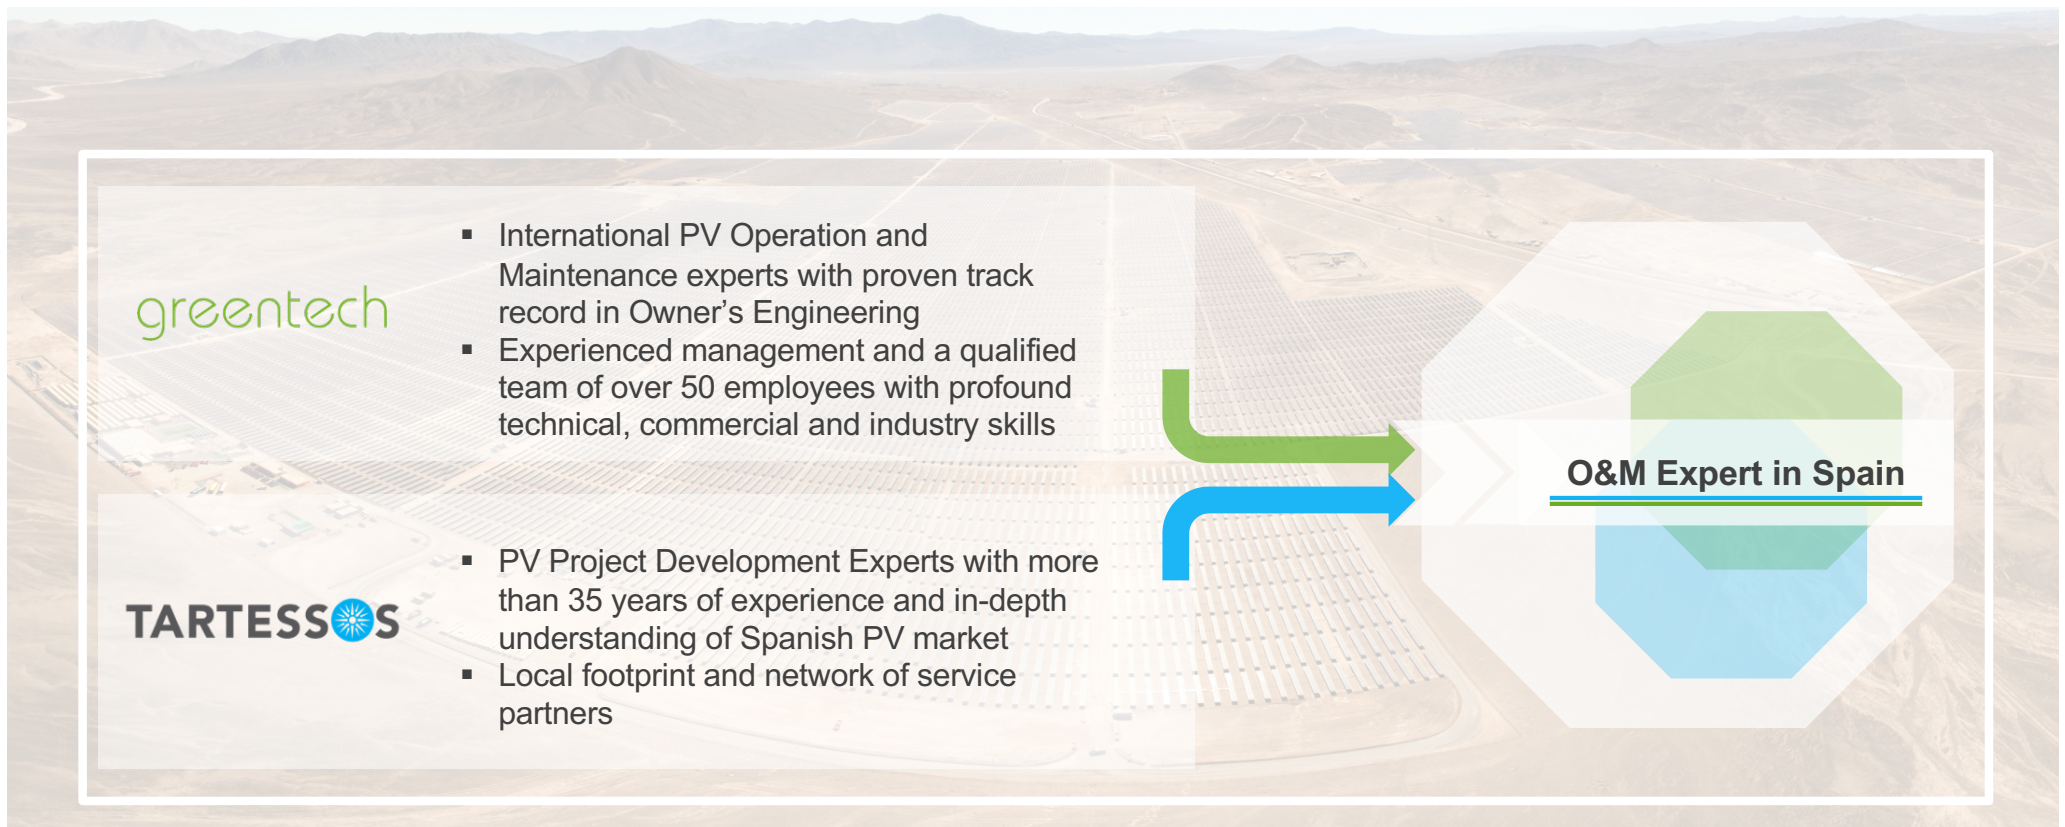 greentech
▪ International PV Operation and
Maintenance experts with proven track
record in Owner’s Engineering
▪ Experienced management and a qualified
team of over 50 employees with profound
technical, commercial and industry skills
TARTESSOS
▪ PV Project Development Experts with more
than 35 years of experience and in-depth
understanding of Spanish PV market
▪ Local footprint and network of service
partners
O&M Expert in Spain